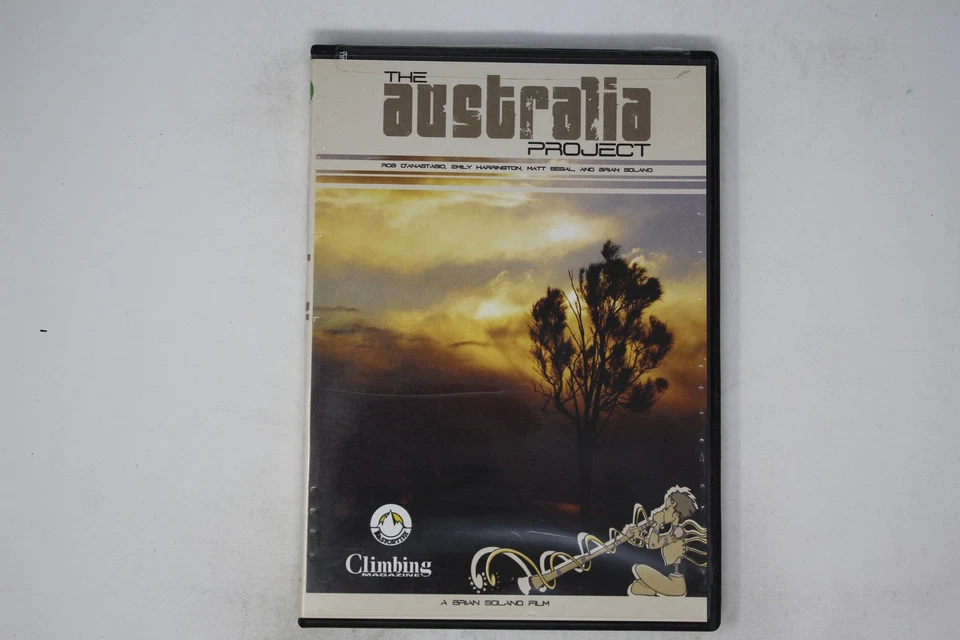 THE
australia
PROJECT
ROB D'ANASTASIO, EMILY HARRINGTON, MATT SEGAL, AND BRIAN SOLANO
Climbing
MAGAZINE
A BRIAN SOLANO FILM